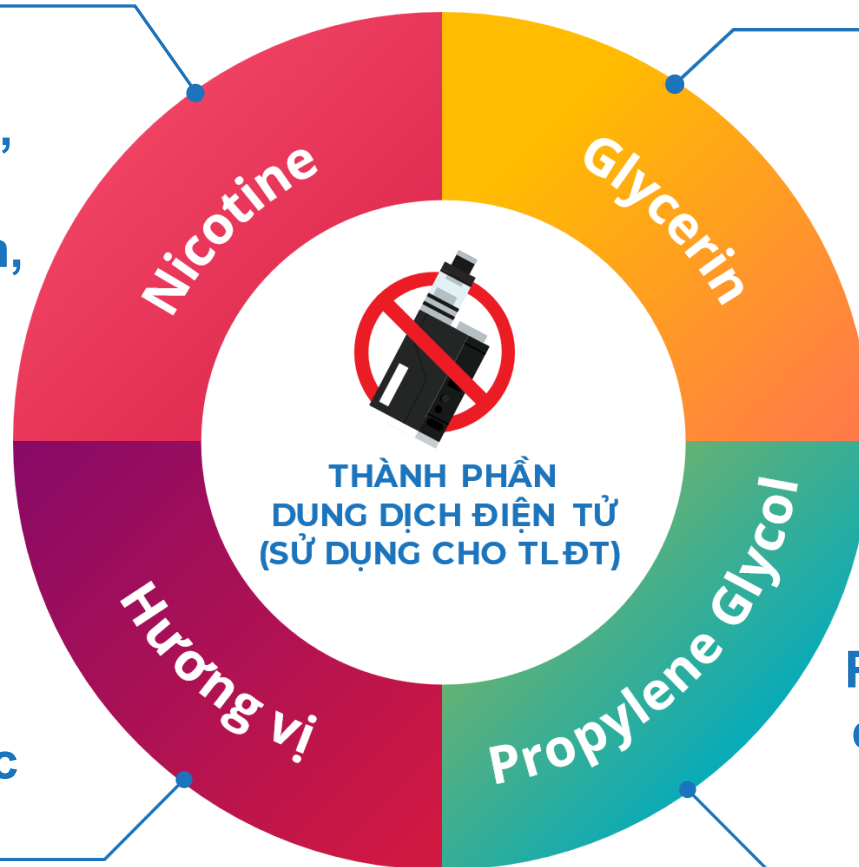 Nicotine
Glycerin
THÀNH PHẦN
DUNG DỊCH ĐIỆN TỬ
(SỬ DỤNG CHO TLĐT)
Hương vị
Propylene Glycol